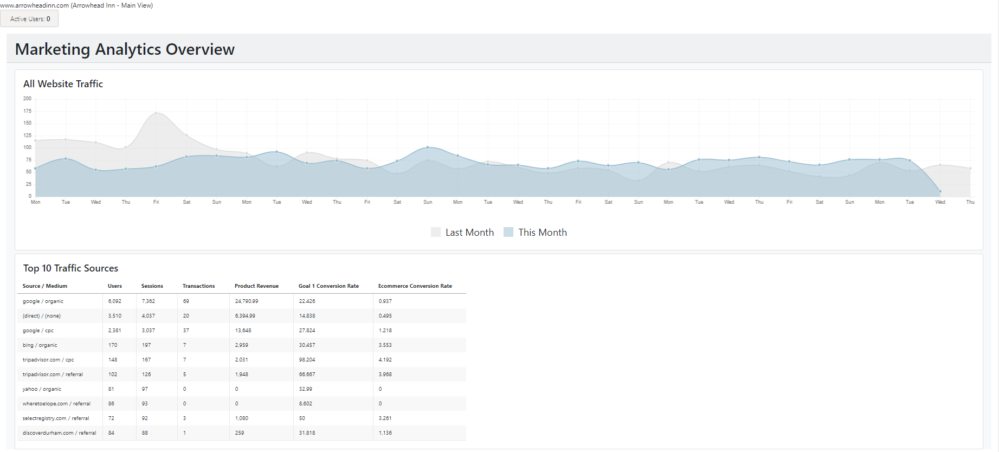 www.arrowheadinn.com (Arrowhead Inn - Main View)
Active Users: 0
Marketing Analytics Overview
All Website Traffic
200
175
150
125
100
75
50
25
0
Mon Tue Wed Thu Fri Sat Sun Mon Tue Wed Thu Fri Sat Sun Mon Tue Wed Thu Fri Sat Sun Mon Tue Wed Thu Fri Sat Sun Mon Tue Wed Thu
Last Month This Month
Top 10 Traffic Sources
Source / Medium Users Sessions Transactions Product Revenue Goal 1 Conversion Rate Ecommerce Conversion Rate
google / organic 6,092 7,362 69 24,790.99 22.426 0.937
(direct) / (none) 3,510 4,037 20 6,394.99 14.838 0.495
google / cpc 2,381 3,037 37 13,648 27.824 1.218
bing / organic 170 197 7 2,959 30.457 3.553
tripadvisor.com / cpc 148 167 7 2,031 98.204 4.192
tripadvisor.com / referral 102 126 5 1,948 66.667 3.968
yahoo / organic 81 97 0 0 32.99 0
wheretoelope.com / referral 86 93 0 0 8.602 0
selectregistry.com / referral 72 92 3 1,080 50 3.261
discoverdurham.com / referral 84 88 1 259 31.818 1.136